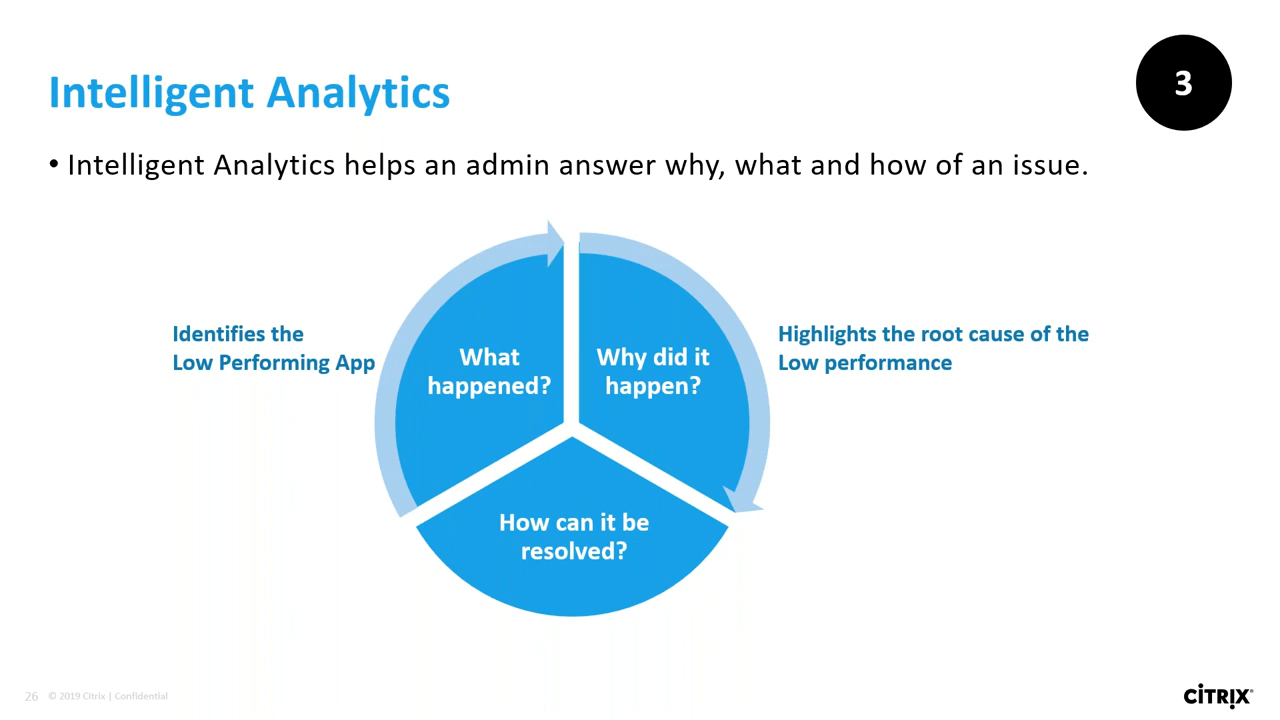 3
Intelligent Analytics
• Intelligent Analytics helps an admin answer why, what and how of an issue.
Identifies the
Low Performing App
What
happened?
Why did it
happen?
Highlights the root cause of the
Low performance
How can it be
resolved?
26 © 2019 Citrix | Confidential
CİTRIX®